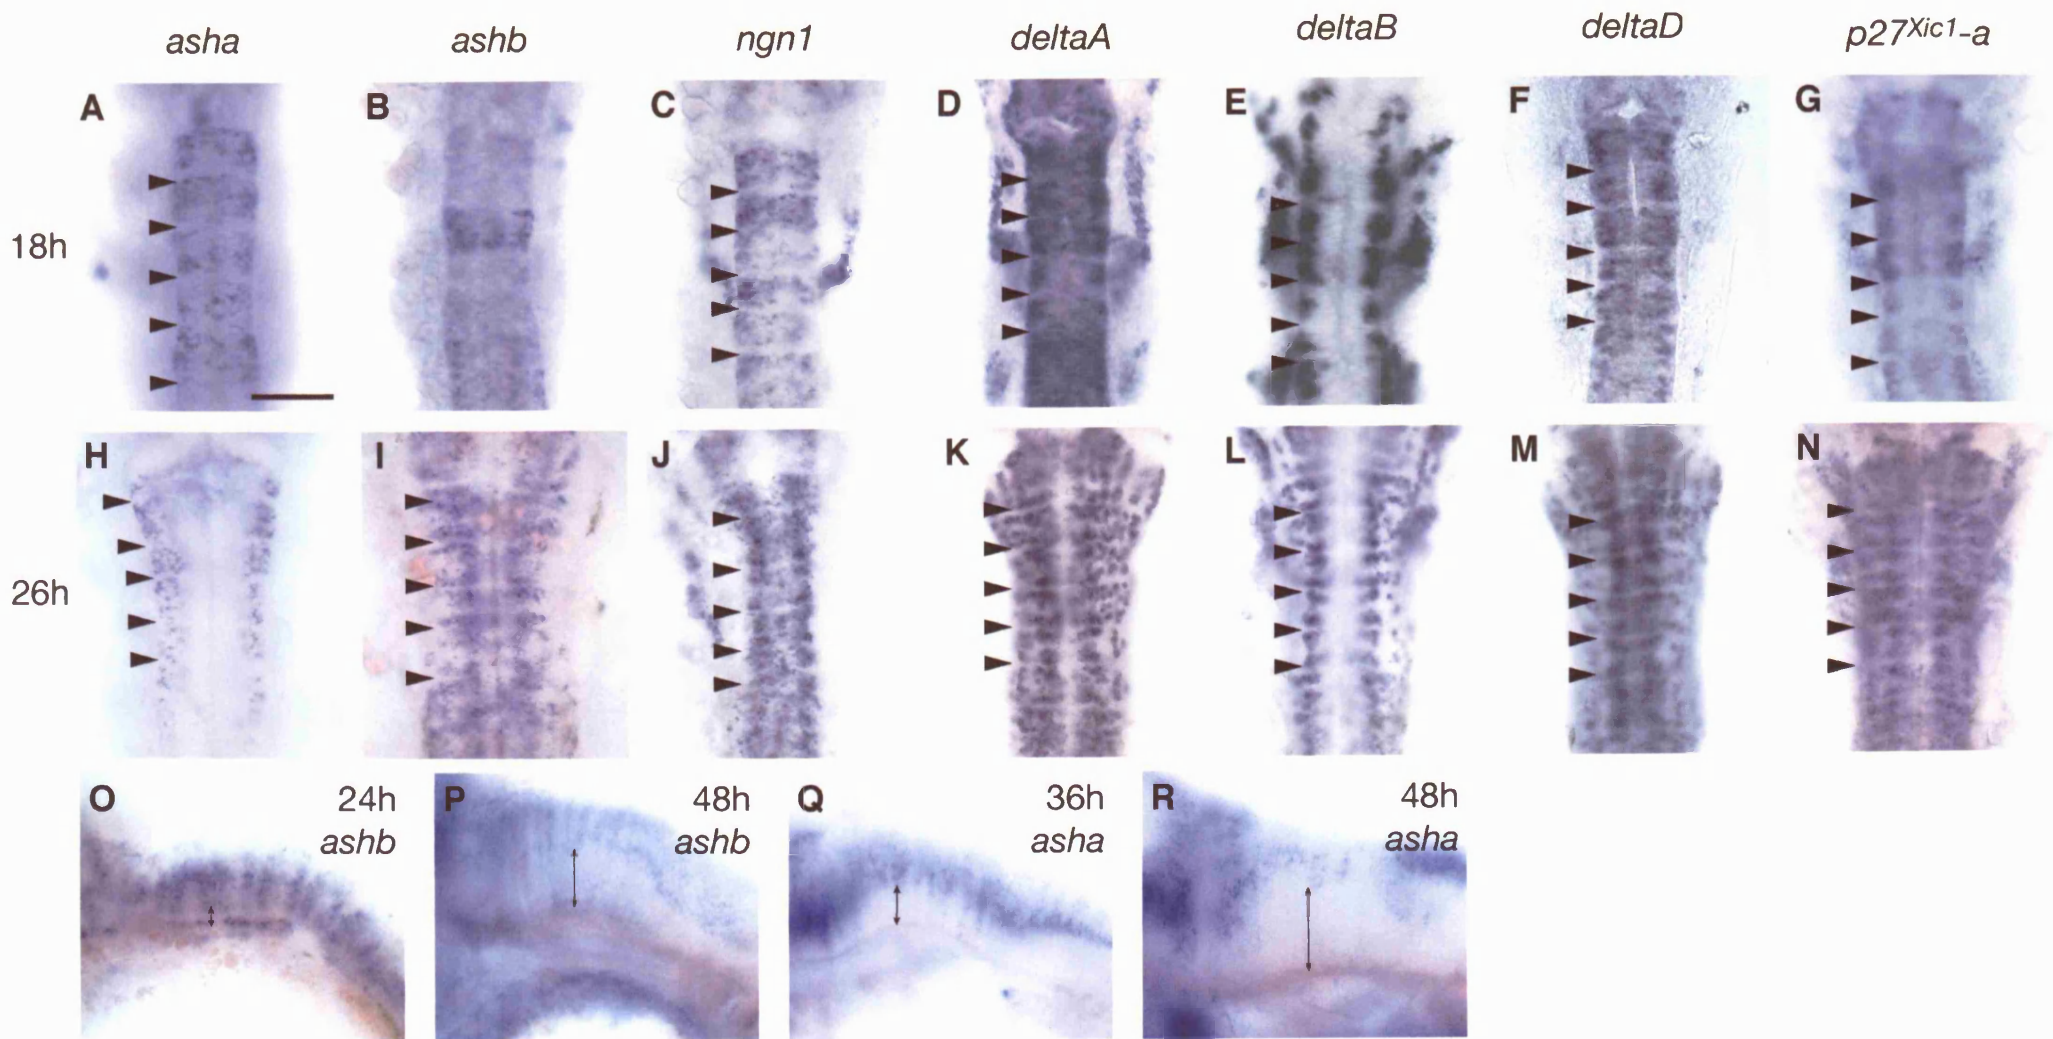 asha ashb ngn1 deltaA deltaB deltaD p27Xic1-a
A B C D E F G
18h
H I J K L M N
26h
O 24h P 48h Q 36h R 48h
ashb ashb asha asha